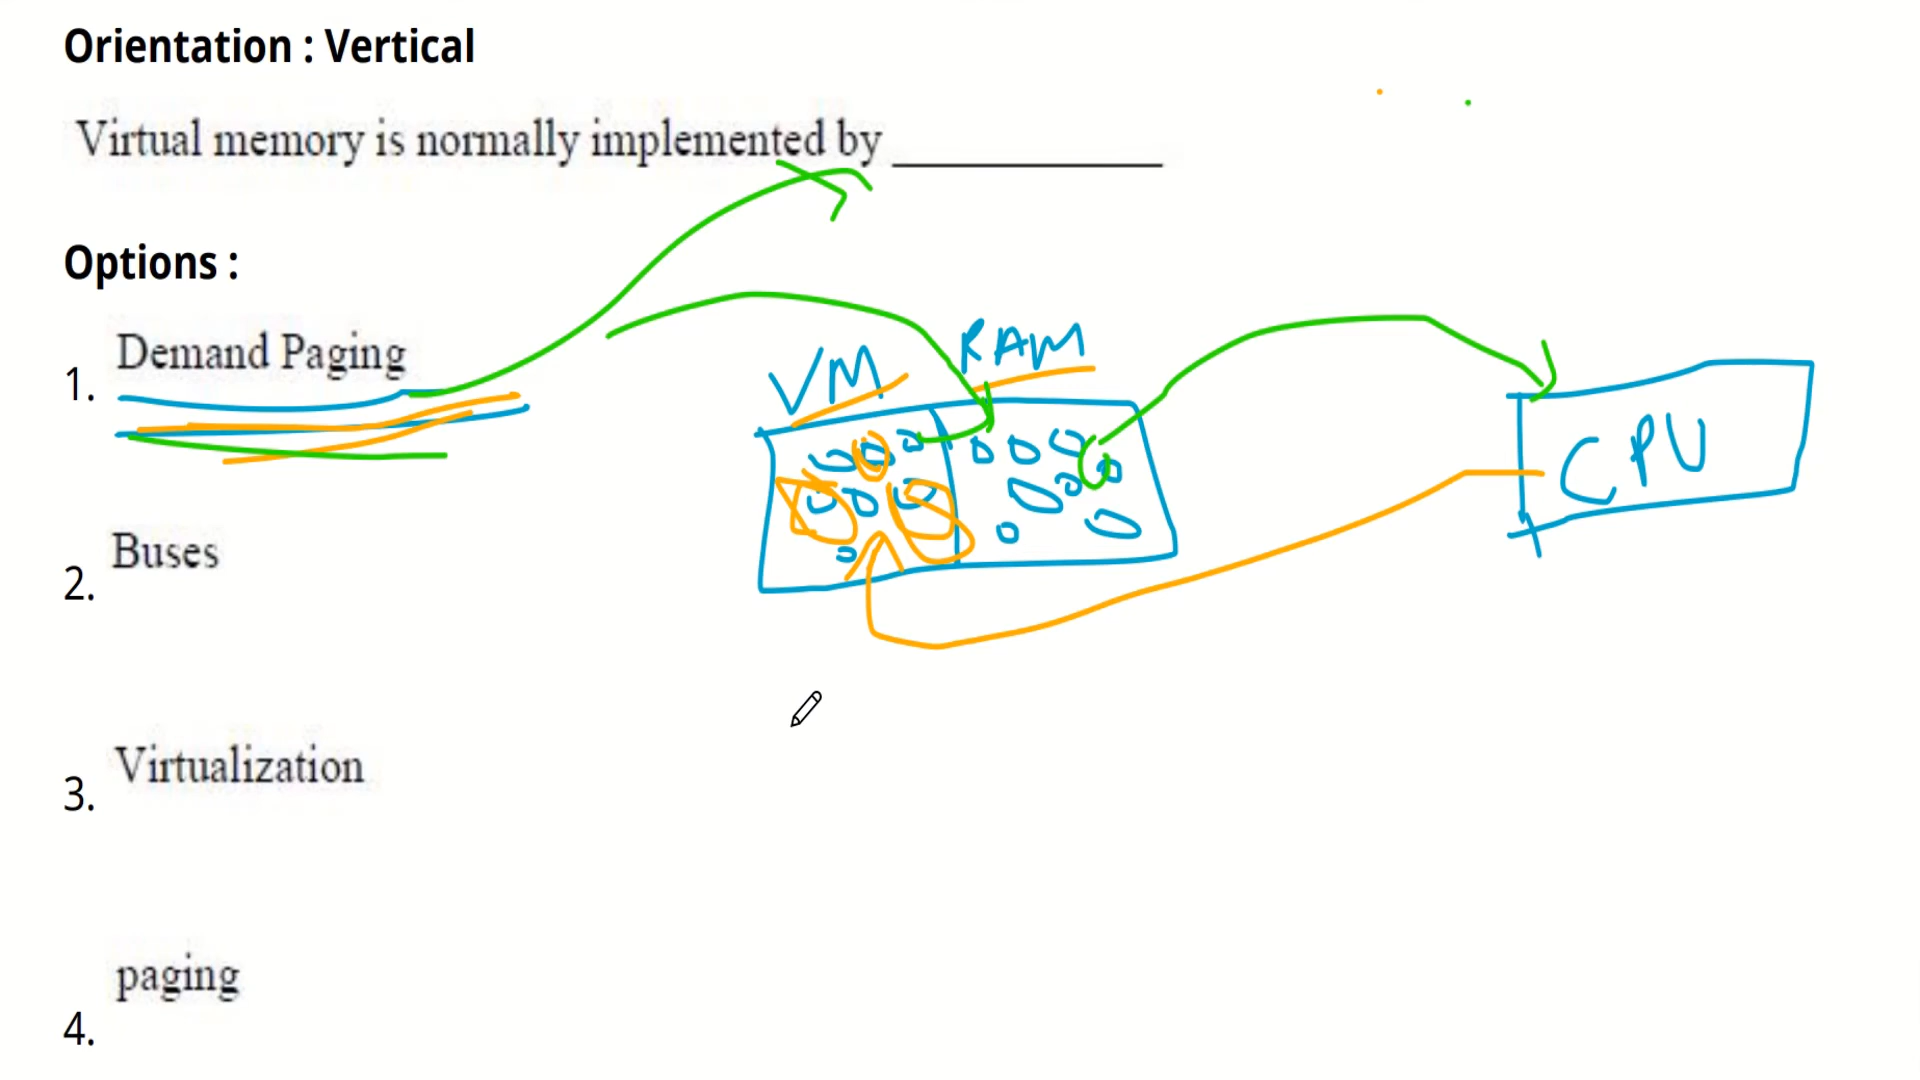 Orientation : Vertical
Virtual memory is normally implemented by ______________
Options :
1. Demand Paging
VM RAM
CPU
2. Buses
3. Virtualization
4. paging